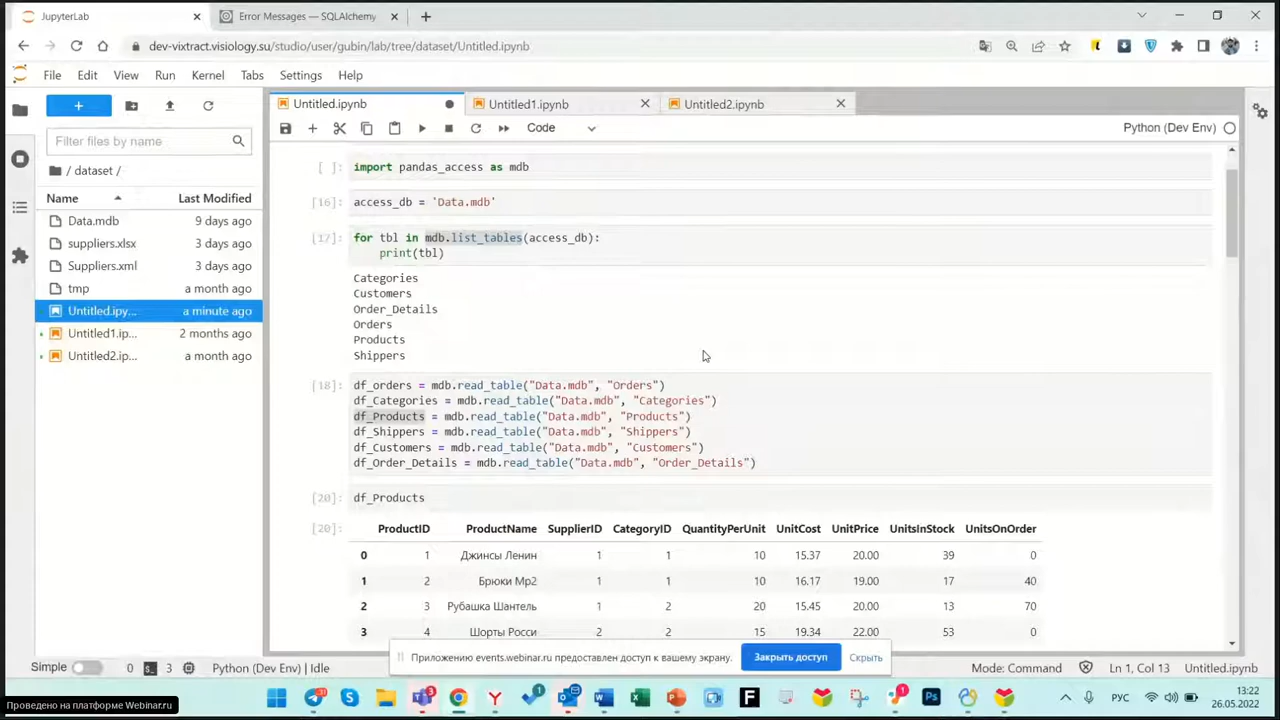 JupyterLab
Error Messages — SQLAlchemy
dev-vixtract.visiology.su/studio/user/gubin/lab/tree/dataset/Untitled.ipynb
File Edit View Run Kernel Tabs Settings Help
Untitled.ipynb
Untitled1.ipynb
Untitled2.ipynb
Code
Python (Dev Env)
Filter files by name
/ dataset /
Name Last Modified
Data.mdb 9 days ago
suppliers.xlsx 3 days ago
Suppliers.xml 3 days ago
tmp a month ago
Untitled.ipy... a minute ago
Untitled1.ip... 2 months ago
Untitled2.ip... a month ago
[ ]: import pandas_access as mdb
[16]: access_db = 'Data.mdb'
[17]: for tbl in mdb.list_tables(access_db):
print(tbl)
Categories
Customers
Order_Details
Orders
Products
Shippers
[18]: df_orders = mdb.read_table("Data.mdb", "Orders")
df_Categories = mdb.read_table("Data.mdb", "Categories")
df_Products = mdb.read_table("Data.mdb", "Products")
df_Shippers = mdb.read_table("Data.mdb", "Shippers")
df_Customers = mdb.read_table("Data.mdb", "Customers")
df_Order_Details = mdb.read_table("Data.mdb", "Order_Details")
[20]: df_Products
[20]: ProductID ProductName SupplierID CategoryID QuantityPerUnit UnitCost UnitPrice UnitsInStock UnitsOnOrder
0 1 Джинсы Ленин 1 1 10 15.37 20.00 39 0
1 2 Брюки Мр2 1 1 10 16.17 19.00 17 40
2 3 Рубашка Шантель 1 2 20 15.45 20.00 13 70
3 4 Шорты Росси 2 2 15 19.34 22.00 53 0
Приложению events.webinar.ru предоставлен доступ к вашему экрану. Закрыть доступ Скрыть
Simple 0 3 Python (Dev Env) | Idle Mode: Command Ln 1, Col 13 Untitled.ipynb
РУС
13:22
26.05.2022
Проведено на платформе Webinar.ru